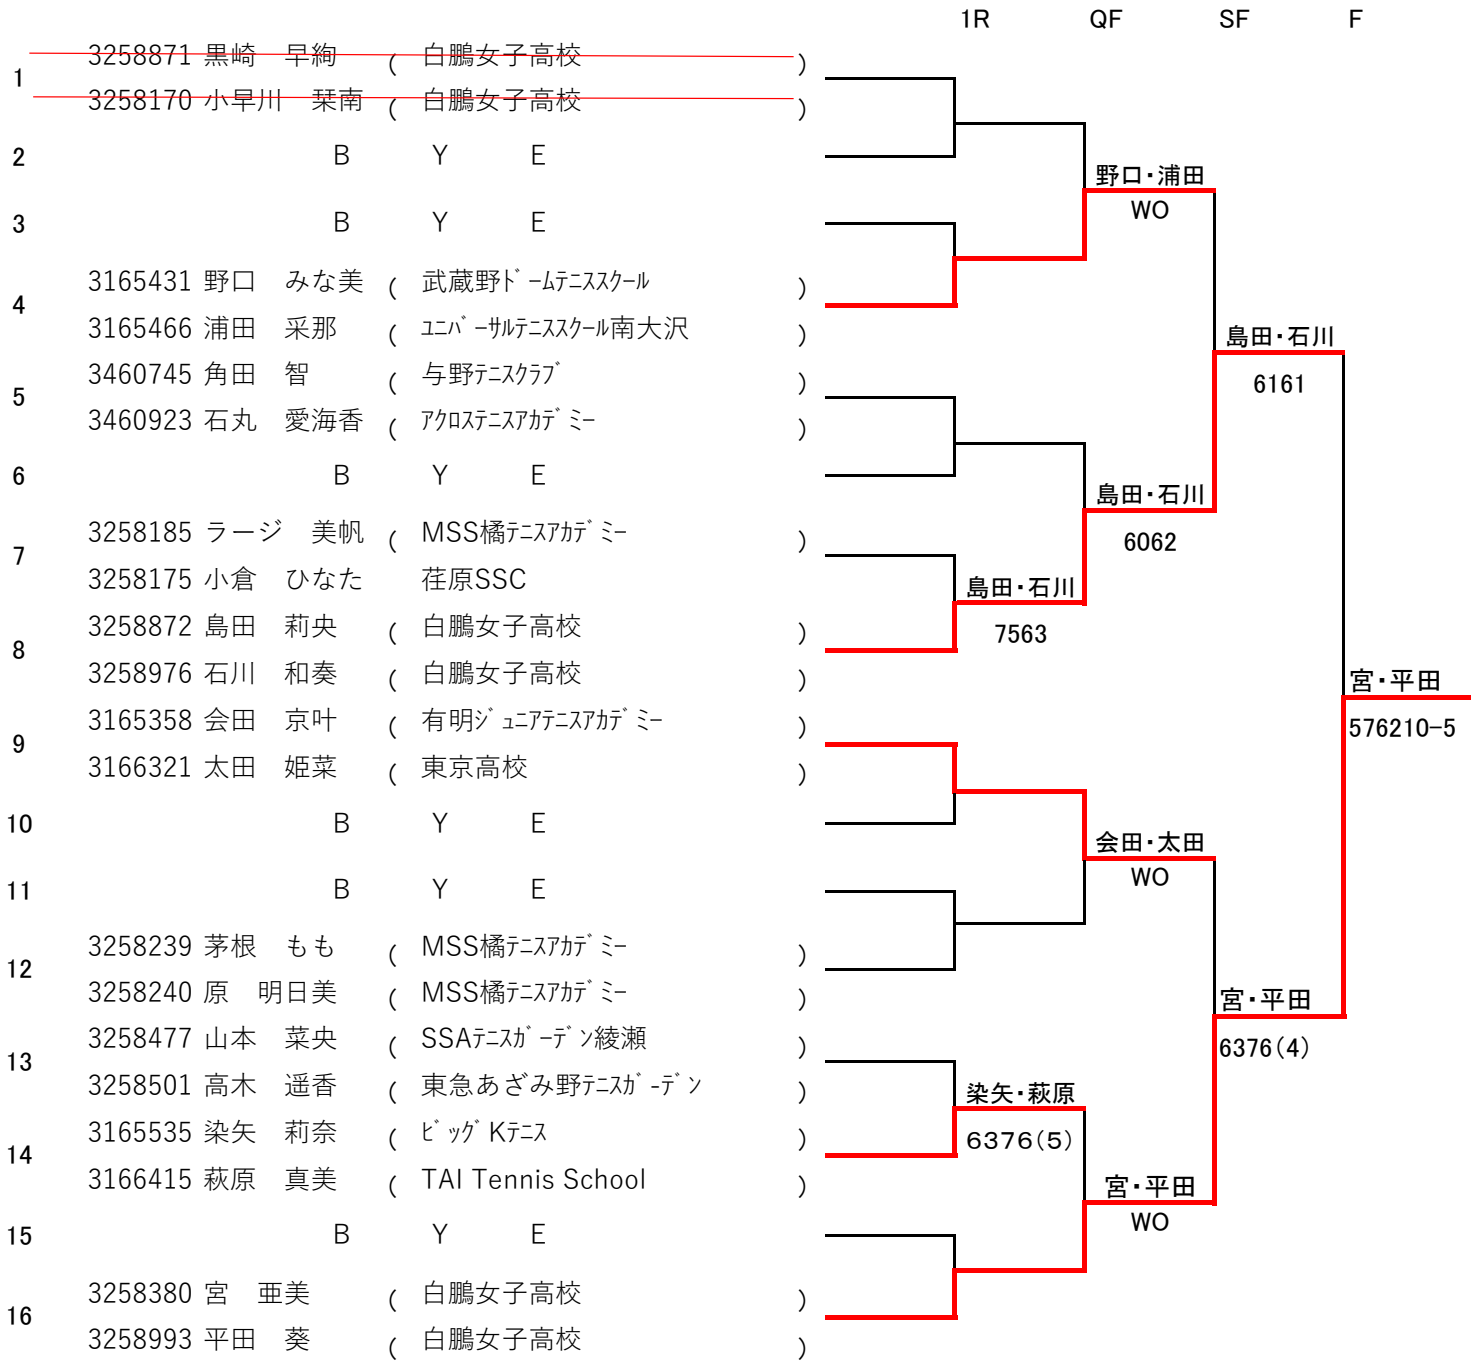 1R QF SF F
1 3258871 黒崎　早絢 ( 白鵬女子高校 )
3258170 小早川　栞南 ( 白鵬女子高校 )
2 B Y E
野口・浦田
WO
3 B Y E
4 3165431 野口　みな美 ( 武蔵野ﾄﾞｰﾑﾃﾆｽｽｸｰﾙ )
3165466 浦田　采那 ( ﾕﾆﾊﾞｰｻﾙﾃﾆｽｽｸｰﾙ南大沢 )
島田・石川
6161
5 3460745 角田　智 ( 与野ﾃﾆｽｸﾗﾌﾞ )
3460923 石丸　愛海香 ( ｱｸﾛｽﾃﾆｽｱｶﾃﾞﾐｰ )
6 B Y E
島田・石川
6062
7 3258185 ラージ　美帆 ( MSS橘ﾃﾆｽｱｶﾃﾞﾐｰ )
3258175 小倉　ひなた 荏原SSC
島田・石川
7563
8 3258872 島田　莉央 ( 白鵬女子高校 )
3258976 石川　和奏 ( 白鵬女子高校 )
宮・平田
576210-5
9 3165358 会田　京叶 ( 有明ｼﾞｭﾆｱﾃﾆｽｱｶﾃﾞﾐｰ )
3166321 太田　姫菜 ( 東京高校 )
10 B Y E
会田・太田
WO
11 B Y E
12 3258239 茅根　もも ( MSS橘ﾃﾆｽｱｶﾃﾞﾐｰ )
3258240 原　明日美 ( MSS橘ﾃﾆｽｱｶﾃﾞﾐｰ )
宮・平田
6376(4)
13 3258477 山本　菜央 ( SSAﾃﾆｽｶﾞｰﾃﾞﾝ綾瀬 )
3258501 高木　遥香 ( 東急あざみ野ﾃﾆｽｶﾞｰﾃﾞﾝ )
染矢・萩原
6376(5)
14 3165535 染矢　莉奈 ( ﾋﾞｯｸﾞKﾃﾆｽ )
3166415 萩原　真美 ( TAI Tennis School )
宮・平田
WO
15 B Y E
16 3258380 宮　亜美 ( 白鵬女子高校 )
3258993 平田　葵 ( 白鵬女子高校 )